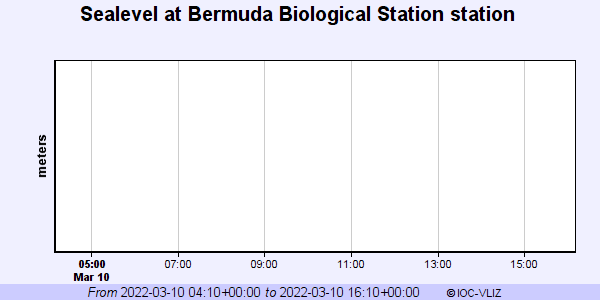 Sealevel at Bermuda Biological Station station
meters
05:00 07:00 09:00 11:00 13:00 15:00
Mar 10
From 2022-03-10 04:10+00:00 to 2022-03-10 16:10+00:00 © IOC-VLIZ